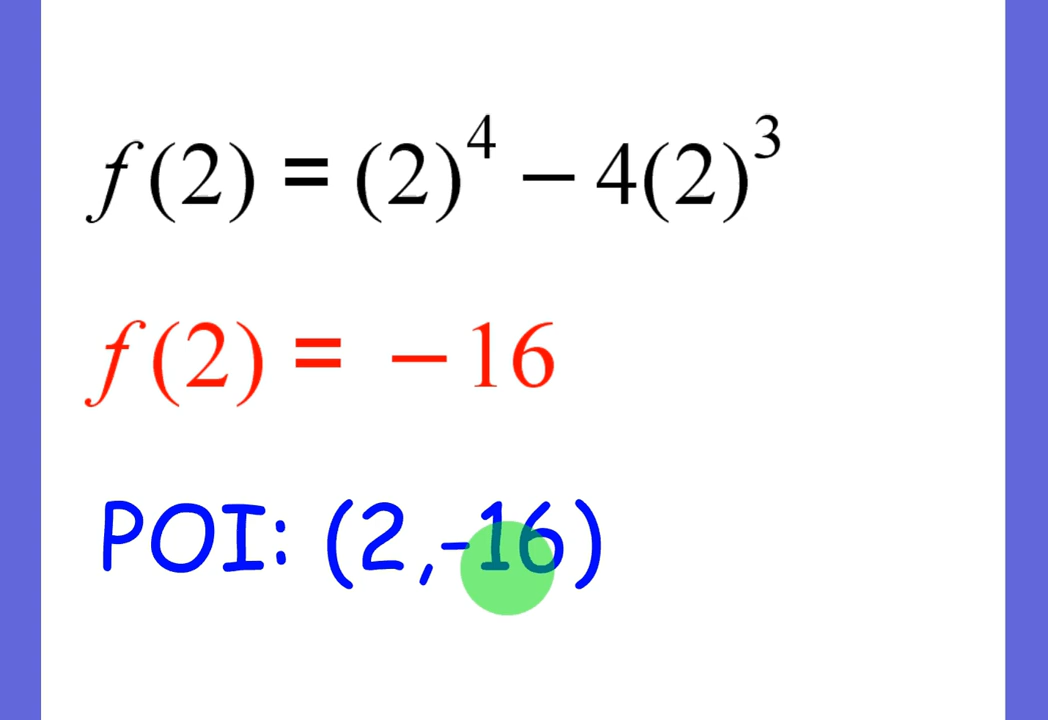 f(2) = (2)⁴ − 4(2)³
f(2) = −16
POI: (2,-16)